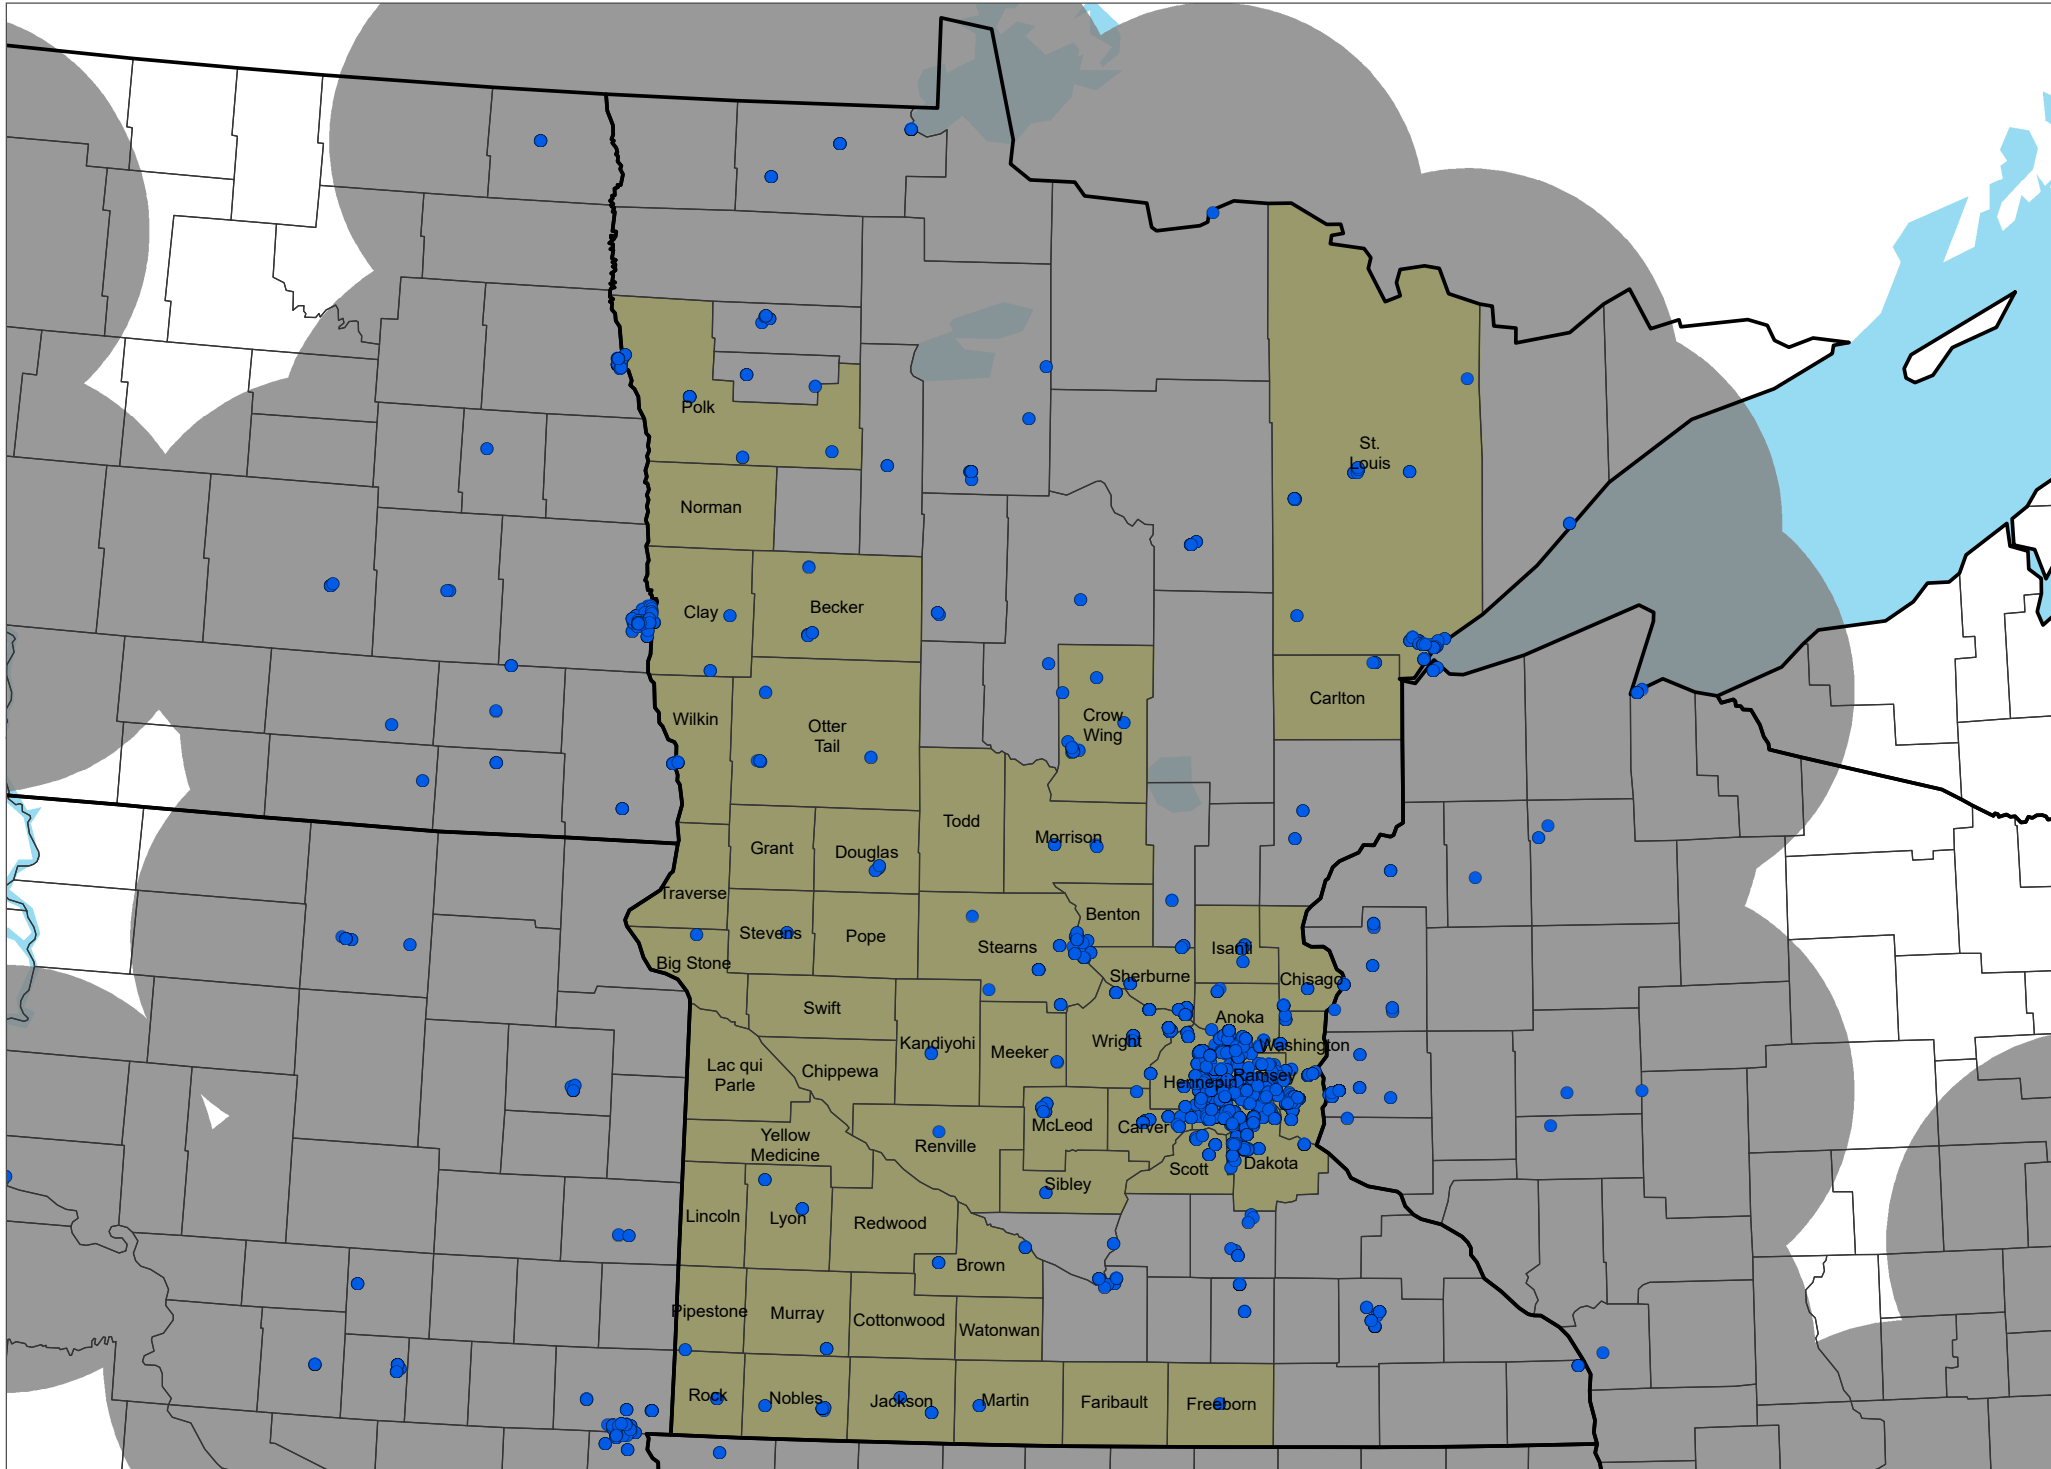 Polk
St.
Louis
Norman
Clay
Becker
Carlton
Wilkin
Otter
Tail
Crow
Wing
Todd
Morrison
Grant
Douglas
Traverse
Benton
Stevens
Pope
Stearns
Isanti
Big Stone
Sherburne
Chisago
Swift
Anoka
Kandiyohi
Meeker
Wright
Washington
Lac qui
Parle
Chippewa
Hennepin
Ramsey
McLeod
Carver
Yellow
Medicine
Renville
Scott
Dakota
Sibley
Lincoln
Lyon
Redwood
Brown
Pipestone
Murray
Cottonwood
Watonwan
Rock
Nobles
Jackson
Martin
Faribault
Freeborn